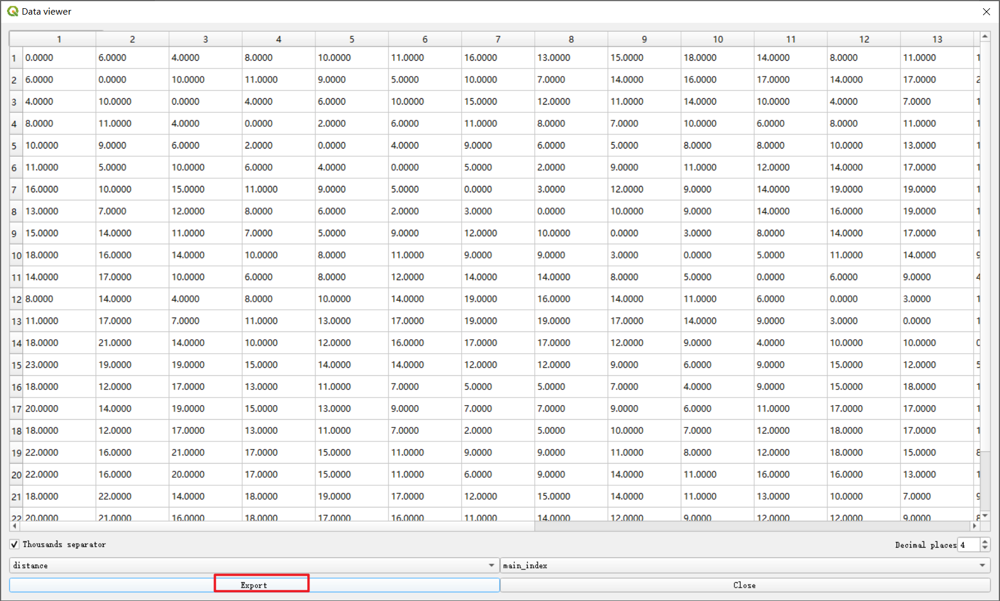 Data viewer
1 2 3 4 5 6 7 8 9 10 11 12 13
1 0.0000 6.0000 4.0000 8.0000 10.0000 11.0000 16.0000 13.0000 15.0000 18.0000 14.0000 8.0000 11.0000
2 6.0000 0.0000 10.0000 11.0000 9.0000 5.0000 10.0000 7.0000 14.0000 16.0000 17.0000 14.0000 17.0000
3 4.0000 10.0000 0.0000 4.0000 6.0000 10.0000 15.0000 12.0000 11.0000 14.0000 10.0000 4.0000 7.0000
4 8.0000 11.0000 4.0000 0.0000 2.0000 6.0000 11.0000 8.0000 7.0000 10.0000 6.0000 8.0000 11.0000
5 10.0000 9.0000 6.0000 2.0000 0.0000 4.0000 9.0000 6.0000 5.0000 8.0000 8.0000 10.0000 13.0000
6 11.0000 5.0000 10.0000 6.0000 4.0000 0.0000 5.0000 2.0000 9.0000 11.0000 12.0000 14.0000 17.0000
7 16.0000 10.0000 15.0000 11.0000 9.0000 5.0000 0.0000 3.0000 12.0000 9.0000 14.0000 19.0000 19.0000
8 13.0000 7.0000 12.0000 8.0000 6.0000 2.0000 3.0000 0.0000 10.0000 9.0000 14.0000 16.0000 19.0000
9 15.0000 14.0000 11.0000 7.0000 5.0000 9.0000 12.0000 10.0000 0.0000 3.0000 8.0000 14.0000 17.0000
10 18.0000 16.0000 14.0000 10.0000 8.0000 11.0000 9.0000 9.0000 3.0000 0.0000 5.0000 11.0000 14.0000
11 14.0000 17.0000 10.0000 6.0000 8.0000 12.0000 14.0000 14.0000 8.0000 5.0000 0.0000 6.0000 9.0000
12 8.0000 14.0000 4.0000 8.0000 10.0000 14.0000 19.0000 16.0000 14.0000 11.0000 6.0000 0.0000 3.0000
13 11.0000 17.0000 7.0000 11.0000 13.0000 17.0000 19.0000 19.0000 17.0000 14.0000 9.0000 3.0000 0.0000
14 18.0000 21.0000 14.0000 10.0000 12.0000 16.0000 17.0000 17.0000 12.0000 9.0000 4.0000 10.0000 10.0000
15 23.0000 19.0000 19.0000 15.0000 14.0000 14.0000 12.0000 12.0000 9.0000 6.0000 9.0000 15.0000 12.0000
16 18.0000 12.0000 17.0000 13.0000 11.0000 7.0000 5.0000 5.0000 7.0000 4.0000 9.0000 15.0000 18.0000
17 20.0000 14.0000 19.0000 15.0000 13.0000 9.0000 7.0000 7.0000 9.0000 6.0000 11.0000 17.0000 17.0000
18 18.0000 12.0000 17.0000 13.0000 11.0000 7.0000 2.0000 5.0000 10.0000 7.0000 12.0000 18.0000 17.0000
19 22.0000 16.0000 21.0000 17.0000 15.0000 11.0000 9.0000 9.0000 11.0000 8.0000 12.0000 18.0000 15.0000
20 22.0000 16.0000 20.0000 17.0000 15.0000 11.0000 6.0000 9.0000 14.0000 11.0000 16.0000 16.0000 13.0000
21 18.0000 22.0000 14.0000 18.0000 19.0000 17.0000 12.0000 15.0000 14.0000 11.0000 13.0000 10.0000 7.0000
22 20.0000 21.0000 16.0000 18.0000 17.0000 16.0000 11.0000 14.0000 12.0000 9.0000 12.0000 12.0000 9.0000
Thousands separator Decimal places 4
distance main_index
Export Close